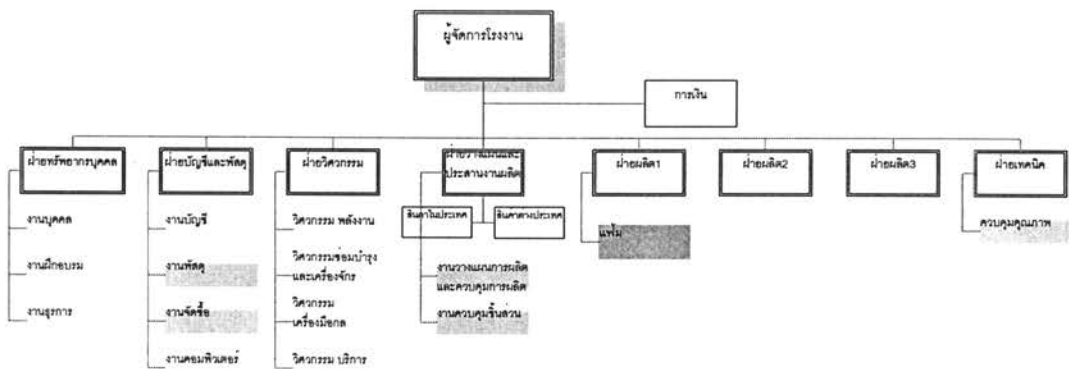 ผู้จัดการโรงงาน
การเงิน
ฝ่ายทรัพยากรบุคคล
ฝ่ายบัญชีและพัสดุ
ฝ่ายวิศวกรรม
ฝ่ายวางแผนและ
ประสานงานผลิต
ฝ่ายผลิต1
ฝ่ายผลิต2
ฝ่ายผลิต3
ฝ่ายเทคนิค
งานบุคคล
งานฝึกอบรม
งานธุรการ
งานบัญชี
งานพัสดุ
งานจัดซื้อ
งานคอมพิวเตอร์
วิศวกรรม พลังงาน
วิศวกรรมซ่อมบำรุง
และเครื่องจักร
วิศวกรรม
เครื่องมือกล
วิศวกรรม บริการ
สินค้าในประเทศ
สินค้าต่างประเทศ
งานวางแผนการผลิต
และควบคุมการผลิต
งานควบคุมชิ้นส่วน
แฟ้ม
ควบคุมคุณภาพ